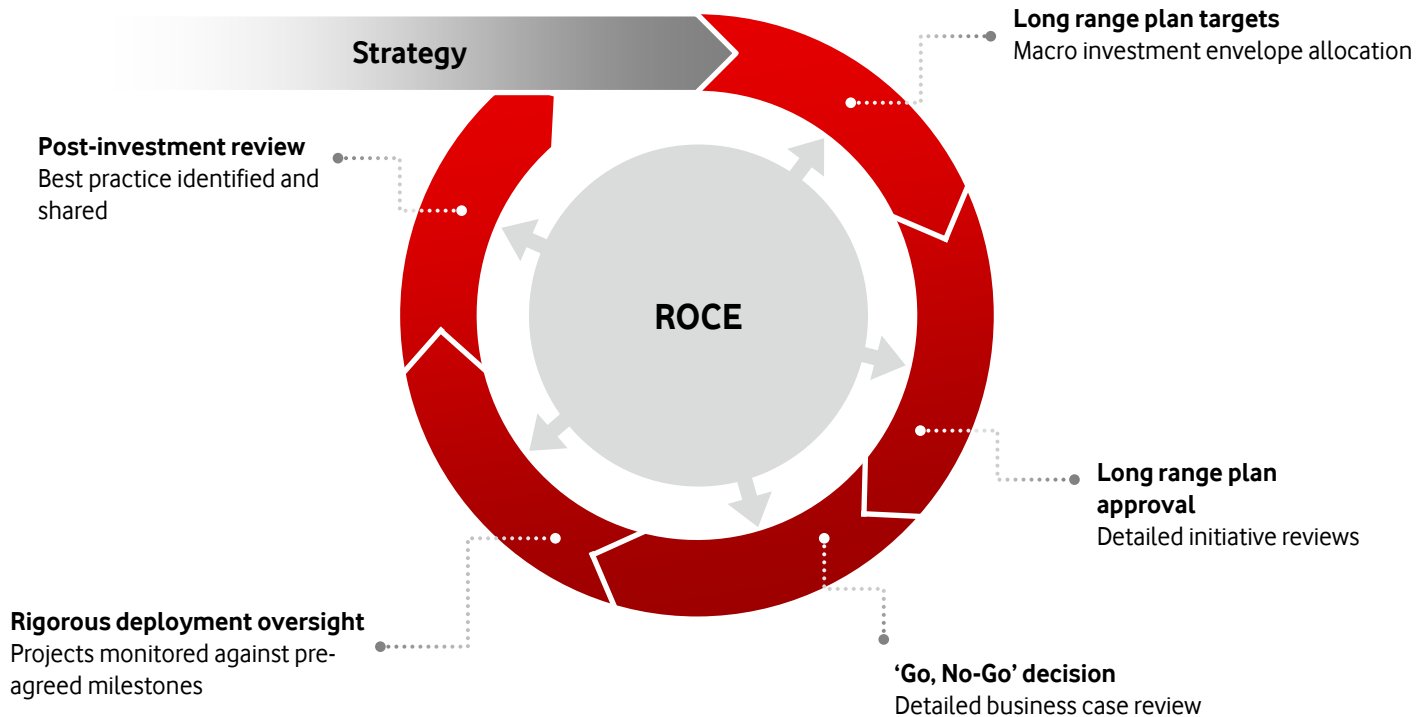 Strategy
Long range plan targets
Macro investment envelope allocation
Post-investment review
Best practice identified and
shared
ROCE
Long range plan
approval
Detailed initiative reviews
Rigorous deployment oversight
Projects monitored against pre-
agreed milestones
‘Go, No-Go’ decision
Detailed business case review